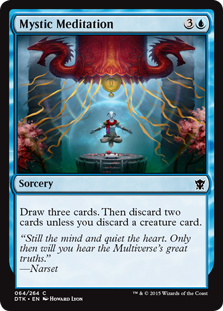 Mystic Meditation 3
Sorcery
Draw three cards. Then discard two
cards unless you discard a creature card.
“Still the mind and quiet the heart. Only
then will you hear the Multiverse’s great
truths.”
—Narset
064/264 C
DTK • EN HOWARD LYON ™ & © 2015 Wizards of the Coast